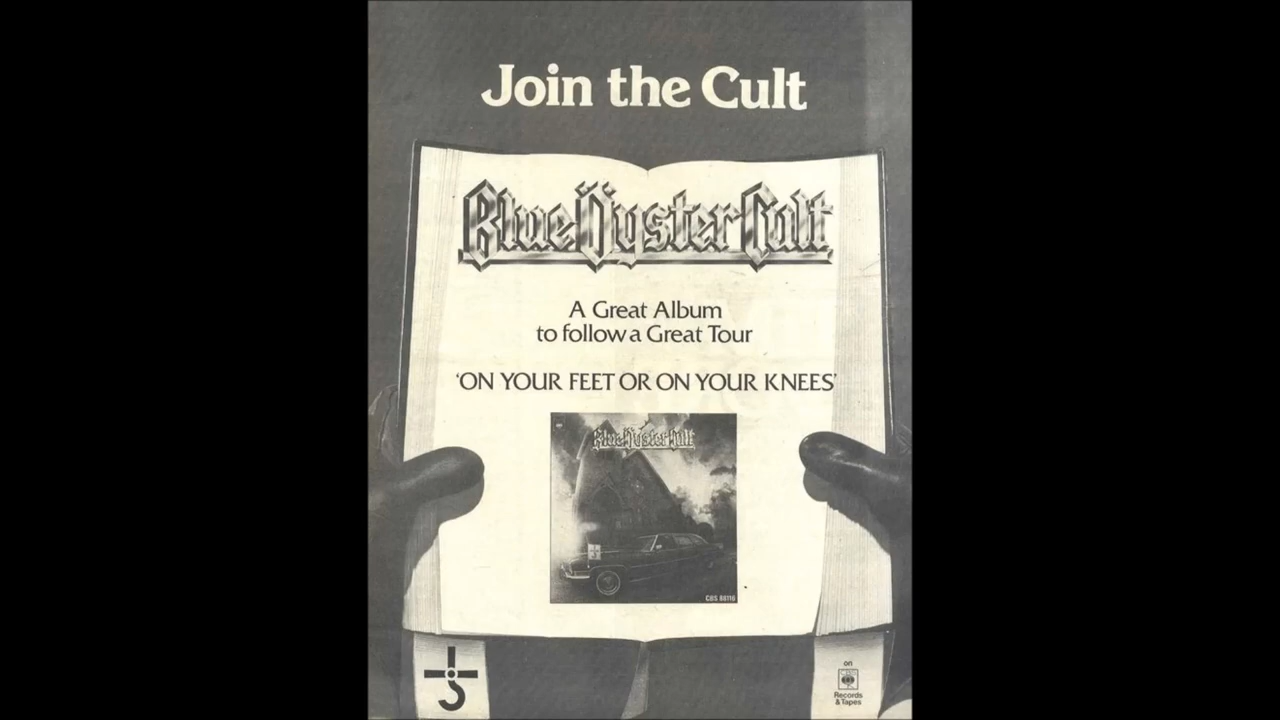 Join the Cult
Blue Öyster Cult
A Great Album
to follow a Great Tour
'ON YOUR FEET OR ON YOUR KNEES'
Blue Öyster Cult
CBS 88116
on
CBS
Records
& Tapes